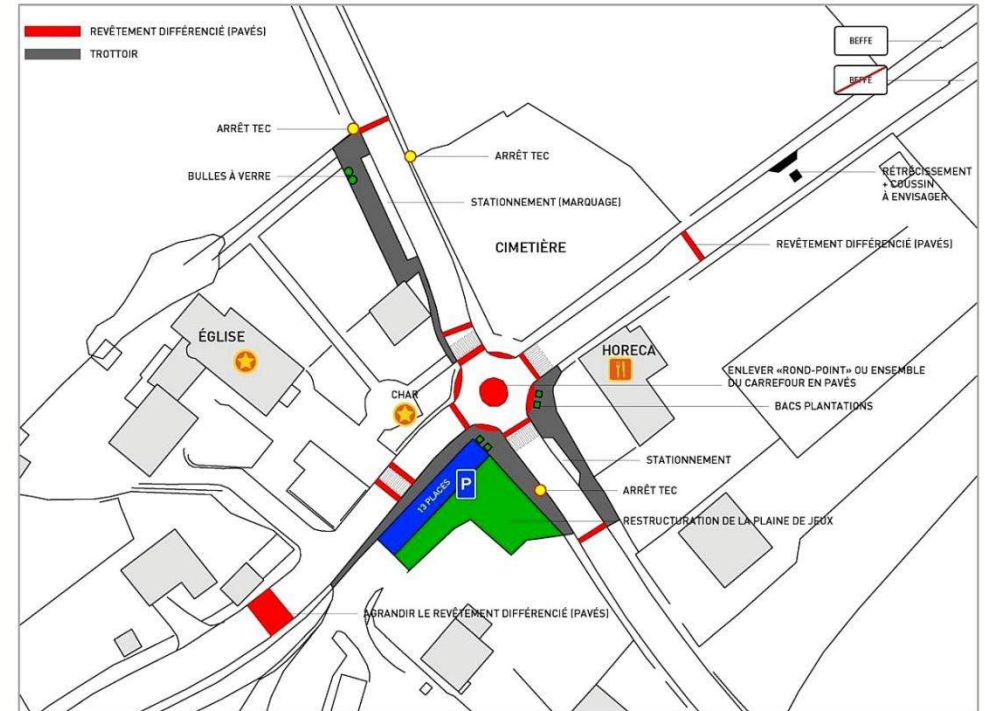 REVÊTEMENT DIFFÉRENCIÉ (PAVÉS)
TROTTOIR
BEFFE
BEFFE
ARRÊT TEC
ARRÊT TEC
BULLES À VERRE
RÉTRÉCISSEMENT
+ COUSSIN
À ENVISAGER
STATIONNEMENT (MARQUAGE)
CIMETIÈRE
REVÊTEMENT DIFFÉRENCIÉ (PAVÉS)
ÉGLISE
HORECA
ENLEVER «ROND-POINT» OU ENSEMBLE
DU CARREFOUR EN PAVÉS
CHAR
BACS PLANTATIONS
STATIONNEMENT
13 PLACES
P
ARRÊT TEC
RESTRUCTURATION DE LA PLAINE DE JEUX
AGRANDIR LE REVÊTEMENT DIFFÉRENCIÉ (PAVÉS)